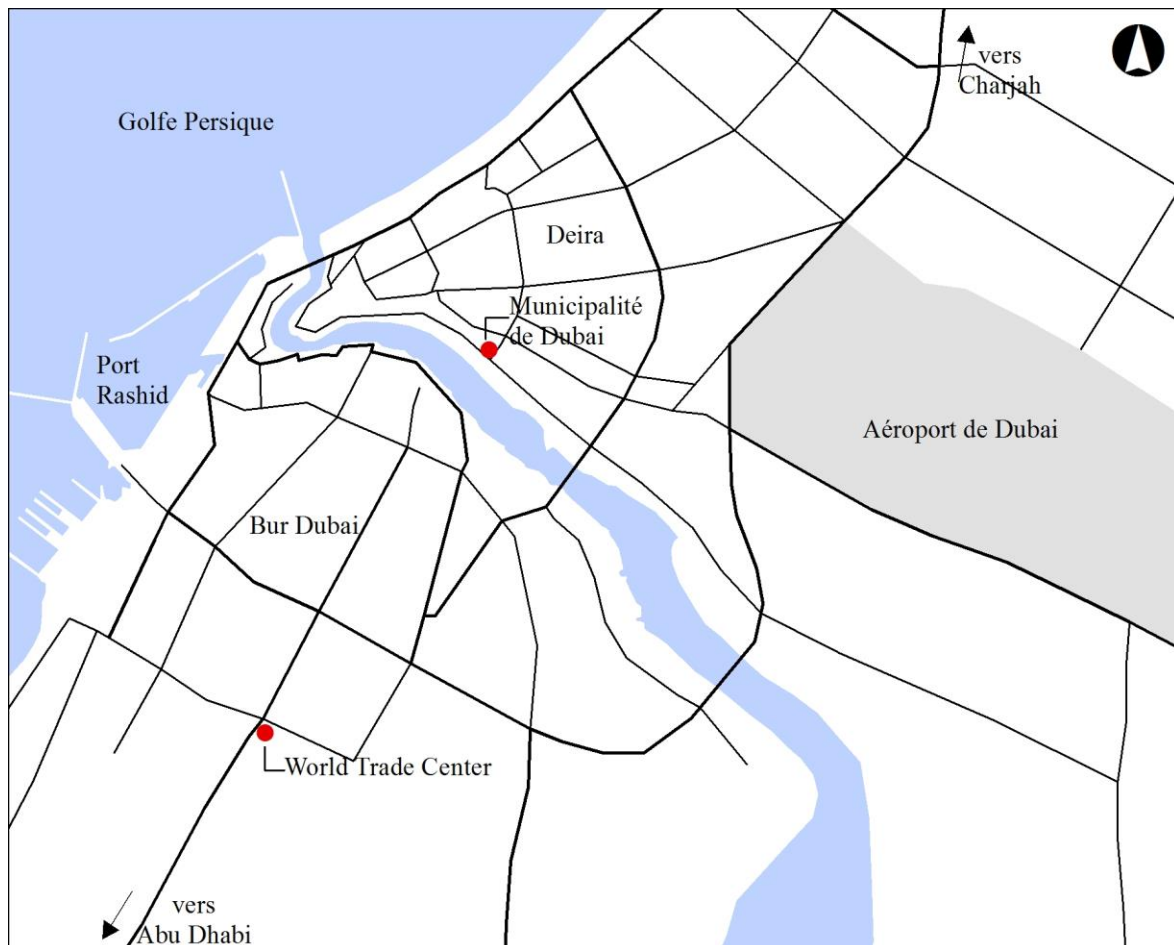 vers
Charjah
Golfe Persique
Deira
Municipalité
de Dubai
Port
Rashid
Aéroport de Dubai
Bur Dubai
World Trade Center
vers
Abu Dhabi